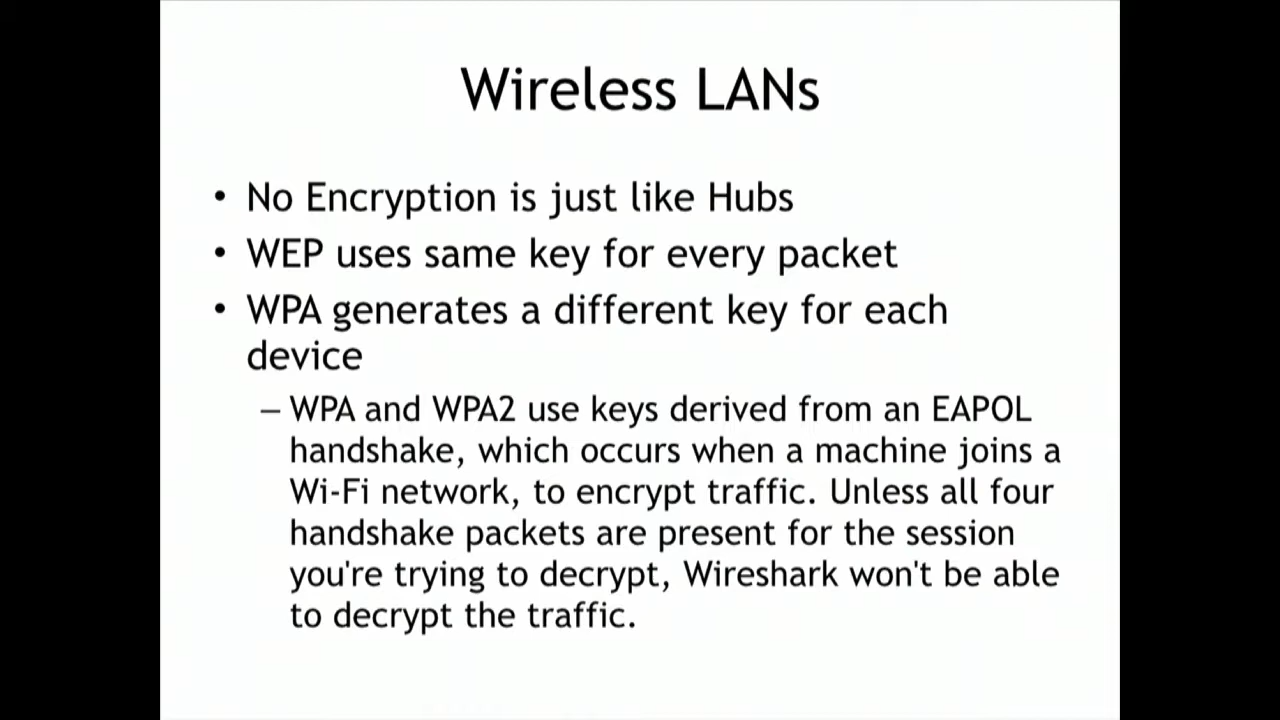 Wireless LANs
• No Encryption is just like Hubs
• WEP uses same key for every packet
• WPA generates a different key for each
device
– WPA and WPA2 use keys derived from an EAPOL
handshake, which occurs when a machine joins a
Wi-Fi network, to encrypt traffic. Unless all four
handshake packets are present for the session
you're trying to decrypt, Wireshark won't be able
to decrypt the traffic.